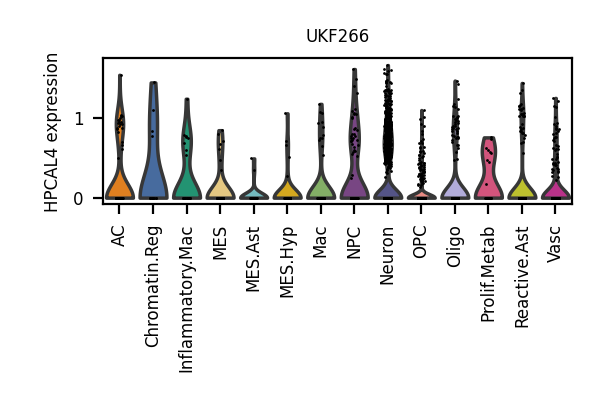 UKF266
HPCAL4 expression
1
0
AC
Chromatin.Reg
Inflammatory.Mac
MES
MES.Ast
MES.Hyp
Mac
NPC
Neuron
OPC
Oligo
Prolif.Metab
Reactive.Ast
Vasc